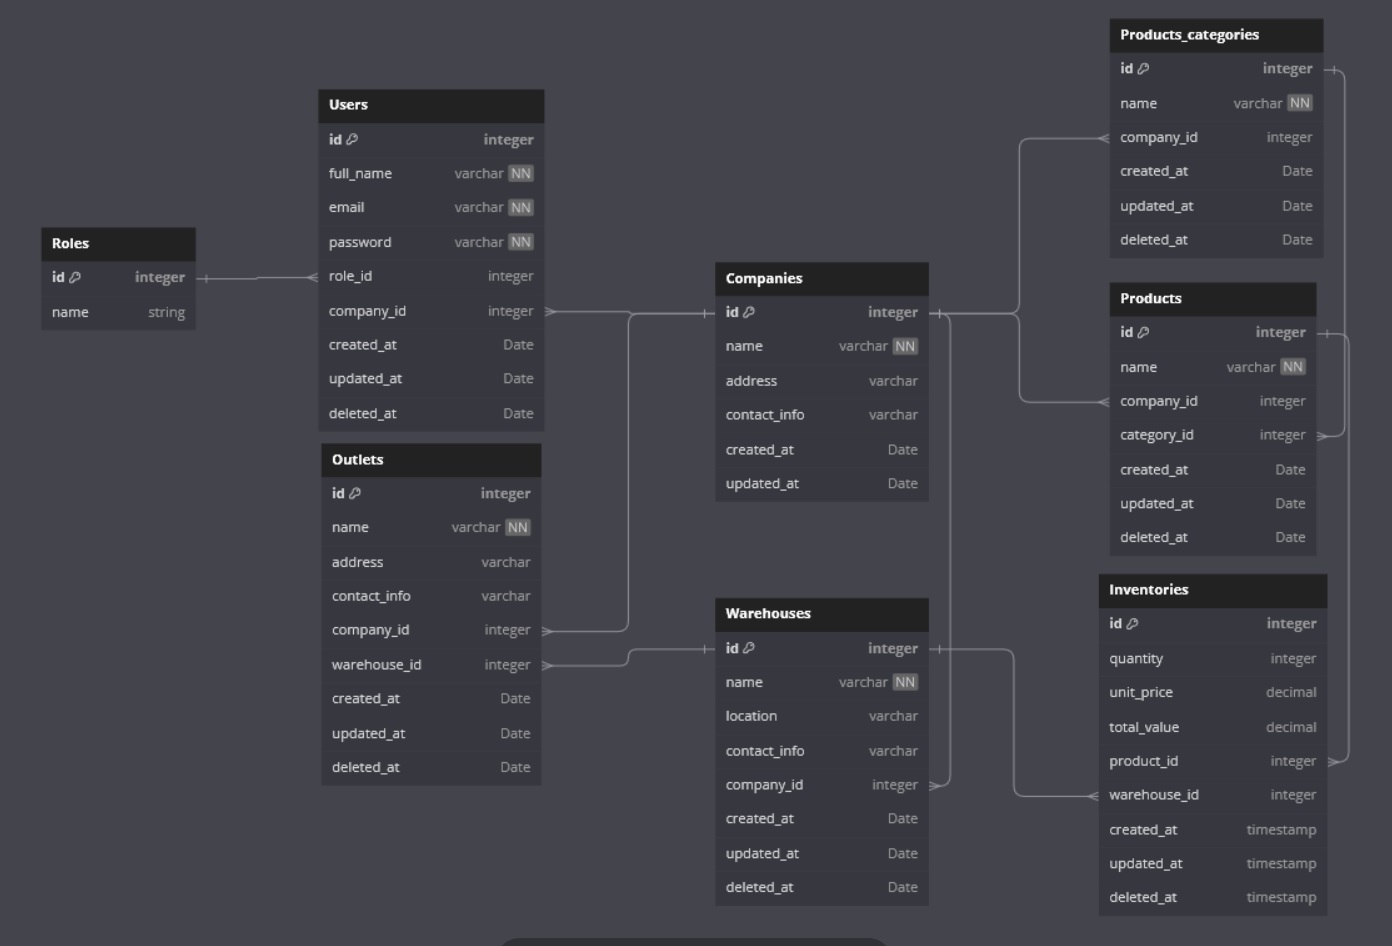 Roles
id integer
name string
Users
id integer
full_name varchar NN
email varchar NN
password varchar NN
role_id integer
company_id integer
created_at Date
updated_at Date
deleted_at Date
Outlets
id integer
name varchar NN
address varchar
contact_info varchar
company_id integer
warehouse_id integer
created_at Date
updated_at Date
deleted_at Date
Companies
id integer
name varchar NN
address varchar
contact_info varchar
created_at Date
updated_at Date
Warehouses
id integer
name varchar NN
location varchar
contact_info varchar
company_id integer
created_at Date
updated_at Date
deleted_at Date
Products_categories
id integer
name varchar NN
company_id integer
created_at Date
updated_at Date
deleted_at Date
Products
id integer
name varchar NN
company_id integer
category_id integer
created_at Date
updated_at Date
deleted_at Date
Inventories
id integer
quantity integer
unit_price decimal
total_value decimal
product_id integer
warehouse_id integer
created_at timestamp
updated_at timestamp
deleted_at timestamp